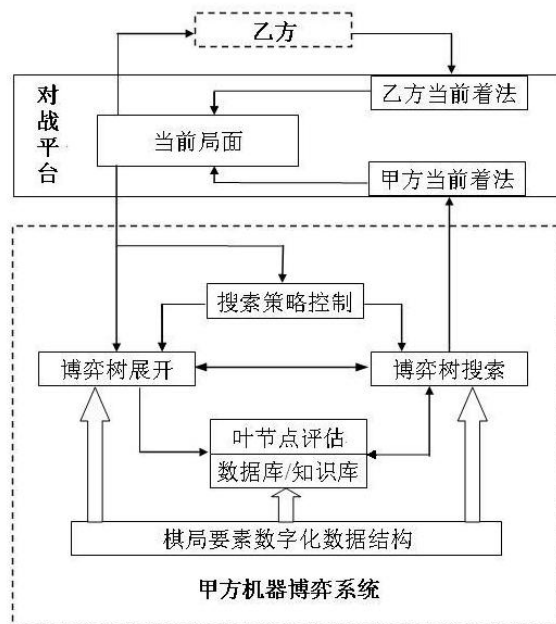 乙方
对战平台
乙方当前着法
当前局面
甲方当前着法
搜索策略控制
博弈树展开
博弈树搜索
叶节点评估
数据库/知识库
棋局要素数字化数据结构
甲方机器博弈系统